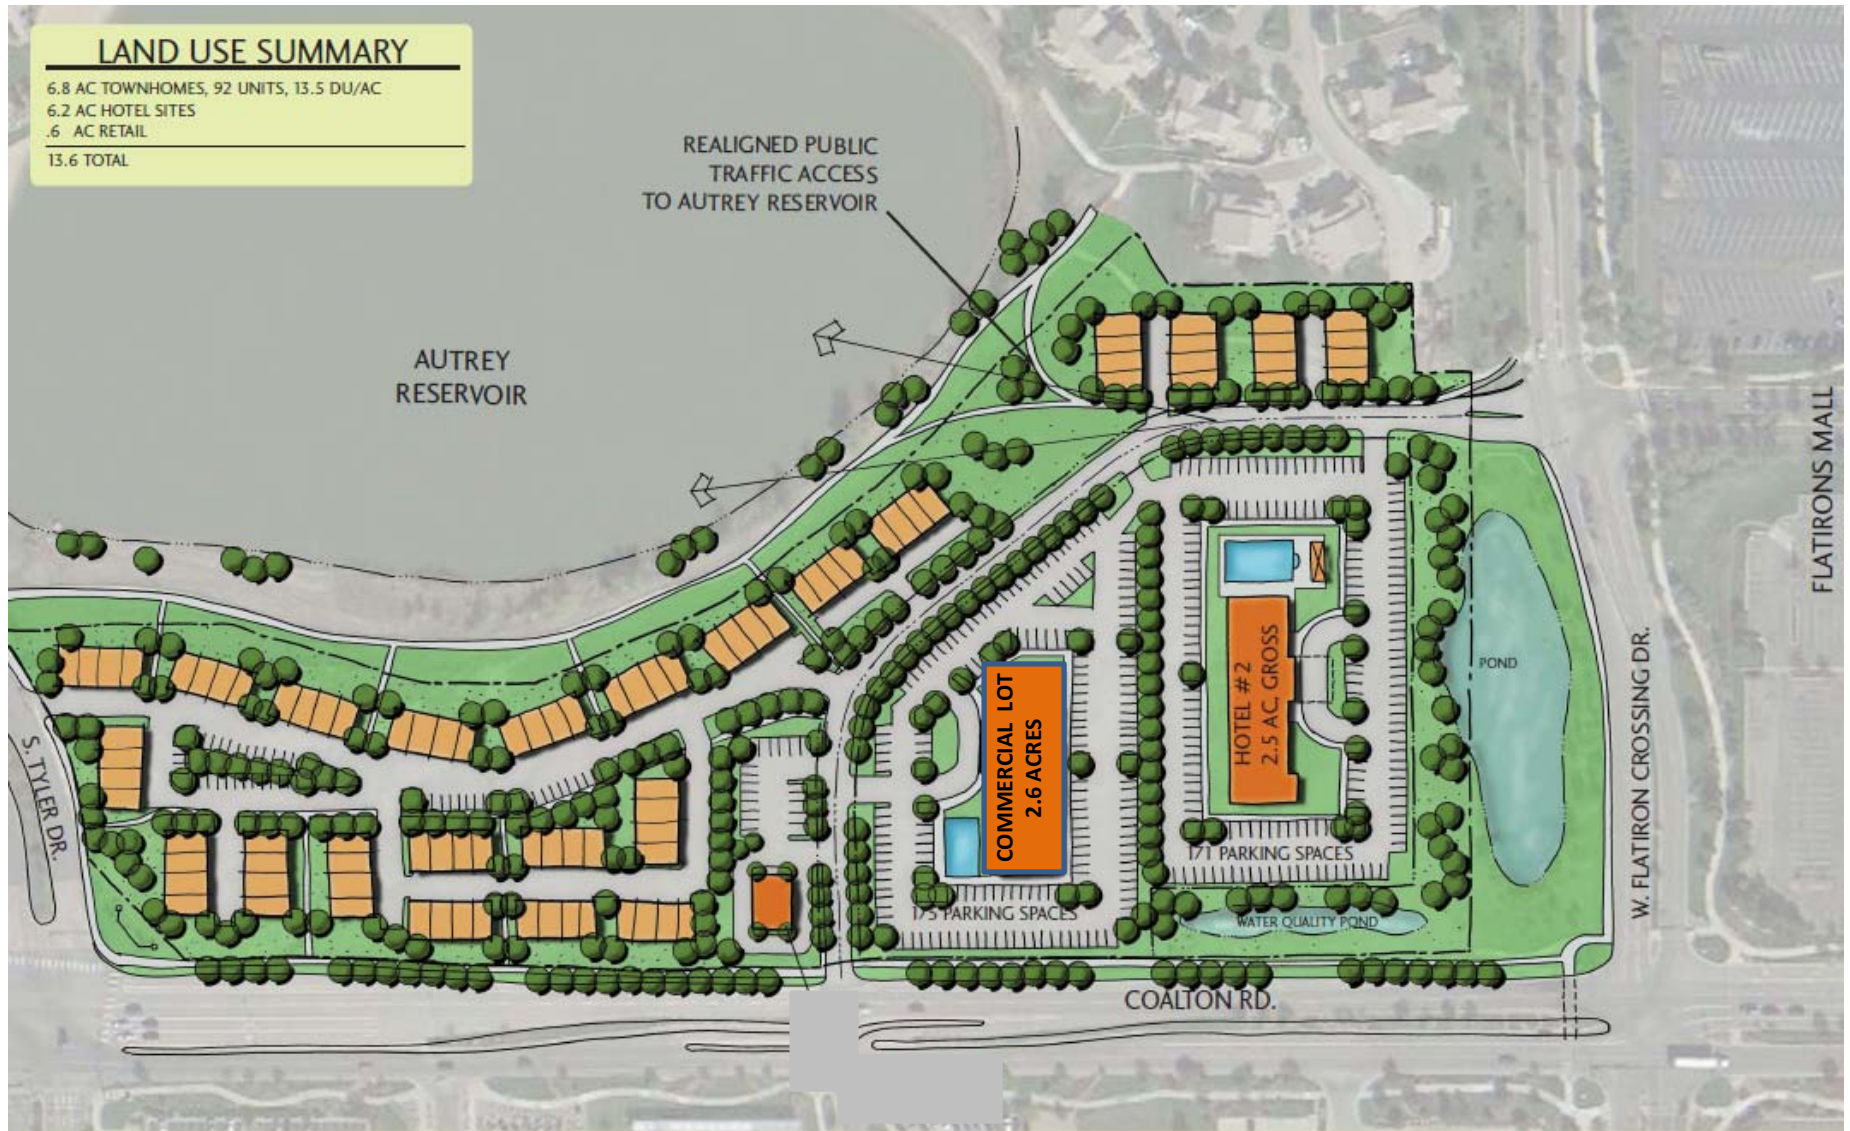 LAND USE SUMMARY
6.8 AC TOWNHOMES, 92 UNITS, 13.5 DU/AC
6.2 AC HOTEL SITES
.6 AC RETAIL
13.6 TOTAL
REALIGNED PUBLIC
TRAFFIC ACCESS
TO AUTREY RESERVOIR
AUTREY
RESERVOIR
FLATIRONS MALL
HOTEL #2
2.5 AC, GROSS
POND
COMMERCIAL LOT
2.6 ACRES
W. FLATIRON CROSSING DR.
S. TYLER DR.
171 PARKING SPACES
175 PARKING SPACES
WATER QUALITY POND
COALTON RD.